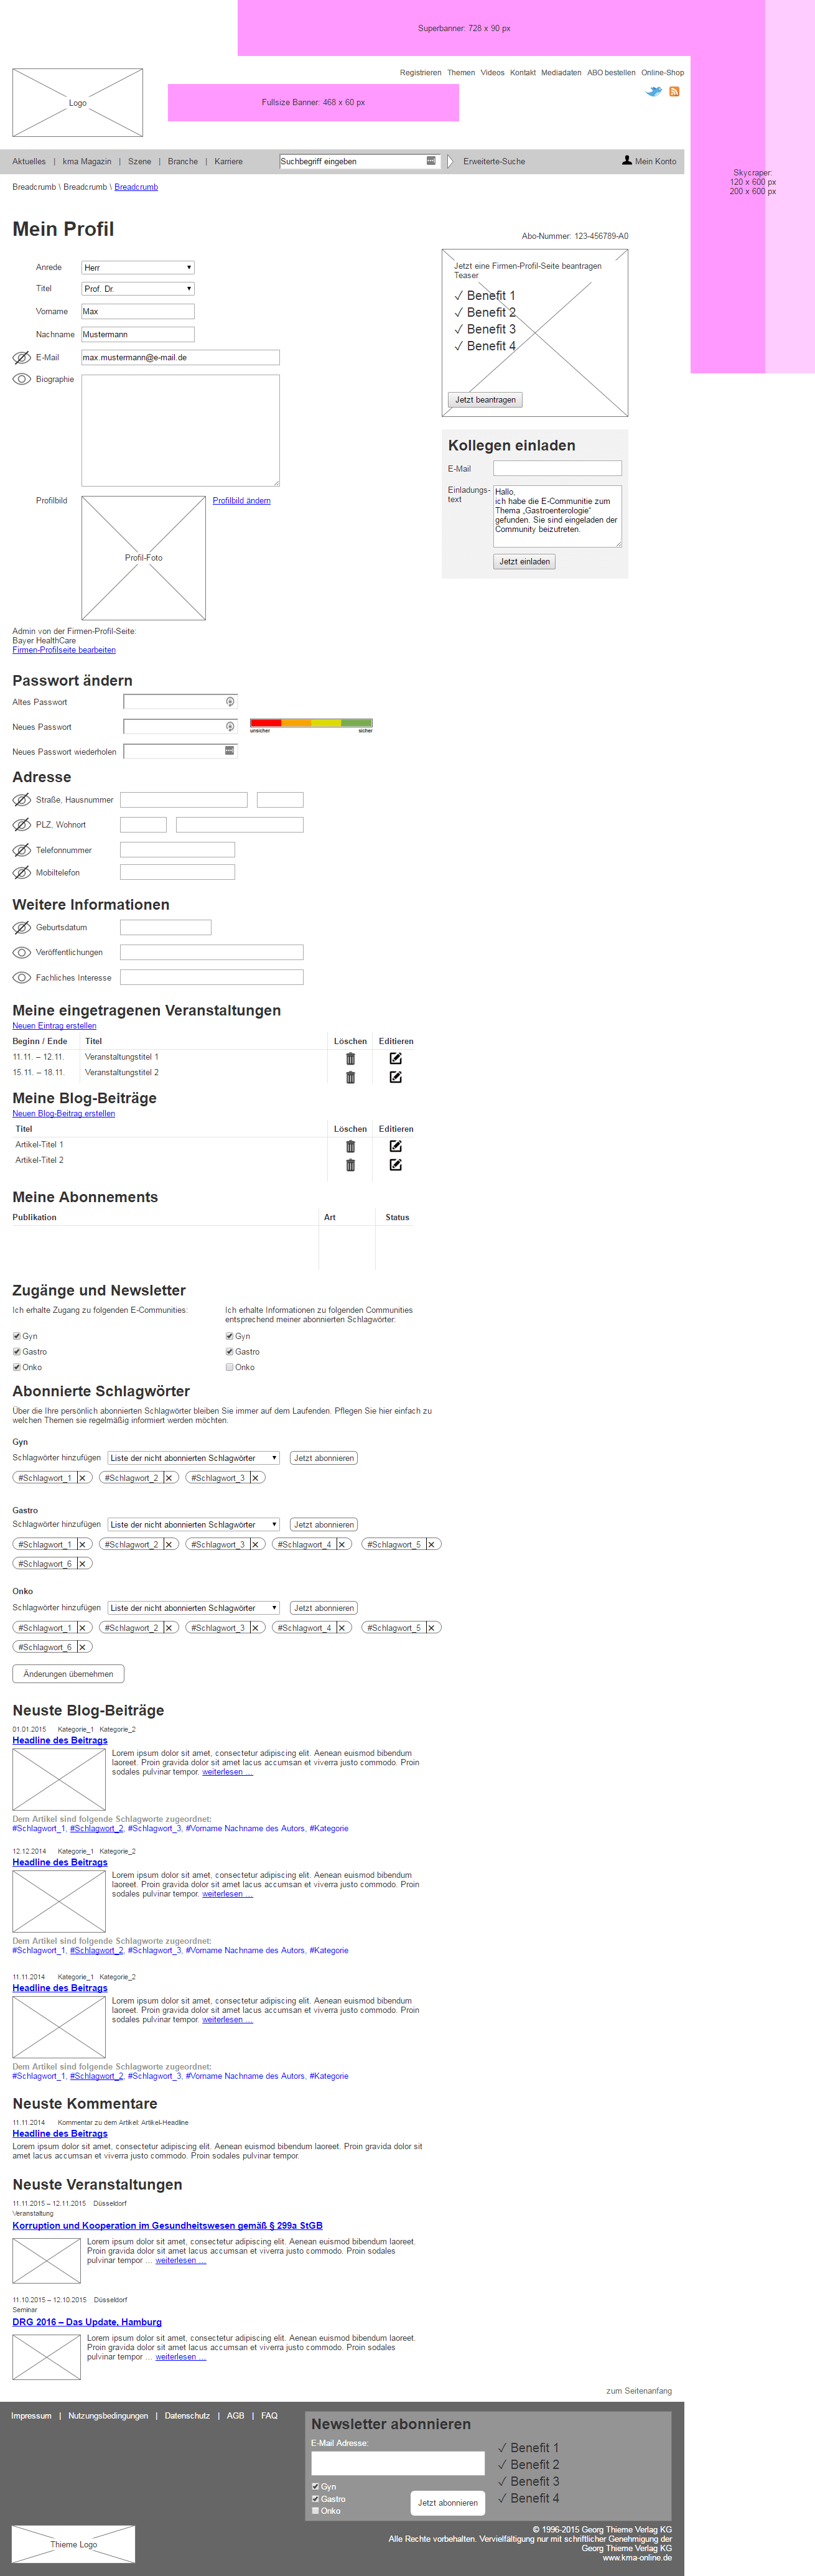 Superbanner: 728 x 90 px
Registrieren Themen Videos Kontakt Mediadaten ABO bestellen Online-Shop
Logo
Fullsize Banner: 468 x 60 px
Aktuelles | kma Magazin | Szene | Branche | Karriere
Suchbegriff eingeben
Erweiterte-Suche
Mein Konto
Skycraper:
120 x 600 px
200 x 600 px
Breadcrumb \ Breadcrumb \ Breadcrumb
Mein Profil
Abo-Nummer: 123-456789-A0
Anrede Herr
Titel Prof. Dr.
Vorname Max
Nachname Mustermann
E-Mail max.mustermann@e-mail.de
Biographie
Jetzt eine Firmen-Profil-Seite beantragen
Teaser
✓ Benefit 1
✓ Benefit 2
✓ Benefit 3
✓ Benefit 4
Jetzt beantragen
Kollegen einladen
E-Mail
Einladungs-
text
Hallo,
ich habe die E-Communitie zum
Thema „Gastroenterologie“
gefunden. Sie sind eingeladen der
Community beizutreten.
Jetzt einladen
Profilbild
Profil-Foto
Profilbild ändern
Admin von der Firmen-Profil-Seite:
Bayer HealthCare
Firmen-Profilseite bearbeiten
Passwort ändern
Altes Passwort
Neues Passwort
unsicher sicher
Neues Passwort wiederholen
Adresse
Straße, Hausnummer
PLZ, Wohnort
Telefonnummer
Mobiltelefon
Weitere Informationen
Geburtsdatum
Veröffentlichungen
Fachliches Interesse
Meine eingetragenen Veranstaltungen
Neuen Eintrag erstellen
Beginn / Ende Titel Löschen Editieren
11.11. – 12.11. Veranstaltungstitel 1
15.11. – 18.11. Veranstaltungstitel 2
Meine Blog-Beiträge
Neuen Blog-Beitrag erstellen
Titel Löschen Editieren
Artikel-Titel 1
Artikel-Titel 2
Meine Abonnements
Publikation Art Status
Zugänge und Newsletter
Ich erhalte Zugang zu folgenden E-Communities:
Gyn
Gastro
Onko
Ich erhalte Informationen zu folgenden Communities
entsprechend meiner abonnierten Schlagwörter:
Gyn
Gastro
Onko
Abonnierte Schlagwörter
Über die Ihre persönlich abonnierten Schlagwörter bleiben Sie immer auf dem Laufenden. Pflegen Sie hier einfach zu
welchen Themen sie regelmäßig informiert werden möchten.
Gyn
Schlagwörter hinzufügen Liste der nicht abonnierten Schlagwörter Jetzt abonnieren
#Schlagwort_1 ✕ #Schlagwort_2 ✕ #Schlagwort_3 ✕
Gastro
Schlagwörter hinzufügen Liste der nicht abonnierten Schlagwörter Jetzt abonnieren
#Schlagwort_1 ✕ #Schlagwort_2 ✕ #Schlagwort_3 ✕ #Schlagwort_4 ✕ #Schlagwort_5 ✕
#Schlagwort_6 ✕
Onko
Schlagwörter hinzufügen Liste der nicht abonnierten Schlagwörter Jetzt abonnieren
#Schlagwort_1 ✕ #Schlagwort_2 ✕ #Schlagwort_3 ✕ #Schlagwort_4 ✕ #Schlagwort_5 ✕
#Schlagwort_6 ✕
Änderungen übernehmen
Neuste Blog-Beiträge
01.01.2015 Kategorie_1 Kategorie_2
Headline des Beitrags
Lorem ipsum dolor sit amet, consectetur adipiscing elit. Aenean euismod bibendum
laoreet. Proin gravida dolor sit amet lacus accumsan et viverra justo commodo. Proin
sodales pulvinar tempor. weiterlesen …
Dem Artikel sind folgende Schlagworte zugeordnet:
#Schlagwort_1, #Schlagwort_2, #Schlagwort_3, #Vorname Nachname des Autors, #Kategorie
12.12.2014 Kategorie_1 Kategorie_2
Headline des Beitrags
Lorem ipsum dolor sit amet, consectetur adipiscing elit. Aenean euismod bibendum
laoreet. Proin gravida dolor sit amet lacus accumsan et viverra justo commodo. Proin
sodales pulvinar tempor. weiterlesen …
Dem Artikel sind folgende Schlagworte zugeordnet:
#Schlagwort_1, #Schlagwort_2, #Schlagwort_3, #Vorname Nachname des Autors, #Kategorie
11.11.2014 Kategorie_1 Kategorie_2
Headline des Beitrags
Lorem ipsum dolor sit amet, consectetur adipiscing elit. Aenean euismod bibendum
laoreet. Proin gravida dolor sit amet lacus accumsan et viverra justo commodo. Proin
sodales pulvinar tempor. weiterlesen …
Dem Artikel sind folgende Schlagworte zugeordnet:
#Schlagwort_1, #Schlagwort_2, #Schlagwort_3, #Vorname Nachname des Autors, #Kategorie
Neuste Kommentare
11.11.2014 Kommentar zu dem Artikel: Artikel-Headline
Headline des Beitrags
Lorem ipsum dolor sit amet, consectetur adipiscing elit. Aenean euismod bibendum laoreet. Proin gravida dolor sit
amet lacus accumsan et viverra justo commodo. Proin sodales pulvinar tempor.
Neuste Veranstaltungen
11.11.2015 – 12.11.2015 Düsseldorf
Veranstaltung
Korruption und Kooperation im Gesundheitswesen gemäß § 299a StGB
Lorem ipsum dolor sit amet, consectetur adipiscing elit. Aenean euismod bibendum laoreet.
Proin gravida dolor sit amet lacus accumsan et viverra justo commodo. Proin sodales
pulvinar tempor … weiterlesen …
11.10.2015 – 12.10.2015 Düsseldorf
Seminar
DRG 2016 – Das Update, Hamburg
Lorem ipsum dolor sit amet, consectetur adipiscing elit. Aenean euismod bibendum laoreet.
Proin gravida dolor sit amet lacus accumsan et viverra justo commodo. Proin sodales
pulvinar tempor … weiterlesen …
zum Seitenanfang
Impressum | Nutzungsbedingungen | Datenschutz | AGB | FAQ
Newsletter abonnieren
E-Mail Adresse:
Gyn
Gastro
Onko
Jetzt abonnieren
✓ Benefit 1
✓ Benefit 2
✓ Benefit 3
✓ Benefit 4
Thieme Logo
© 1996-2015 Georg Thieme Verlag KG
Alle Rechte vorbehalten. Vervielfältigung nur mit schriftlicher Genehmigung der
Georg Thieme Verlag KG
www.kma-online.de